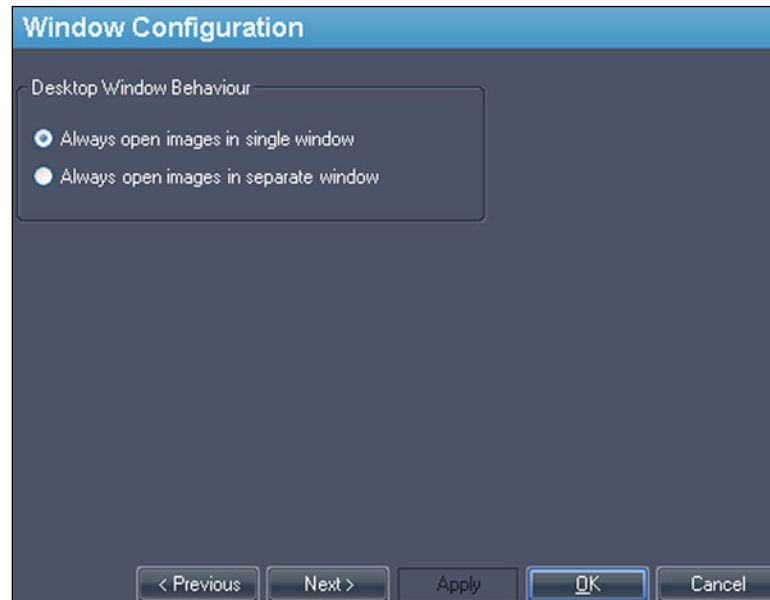 Window Configuration
Desktop Window Behaviour
Always open images in single window
Always open images in separate window
< Previous Next > Apply OK Cancel